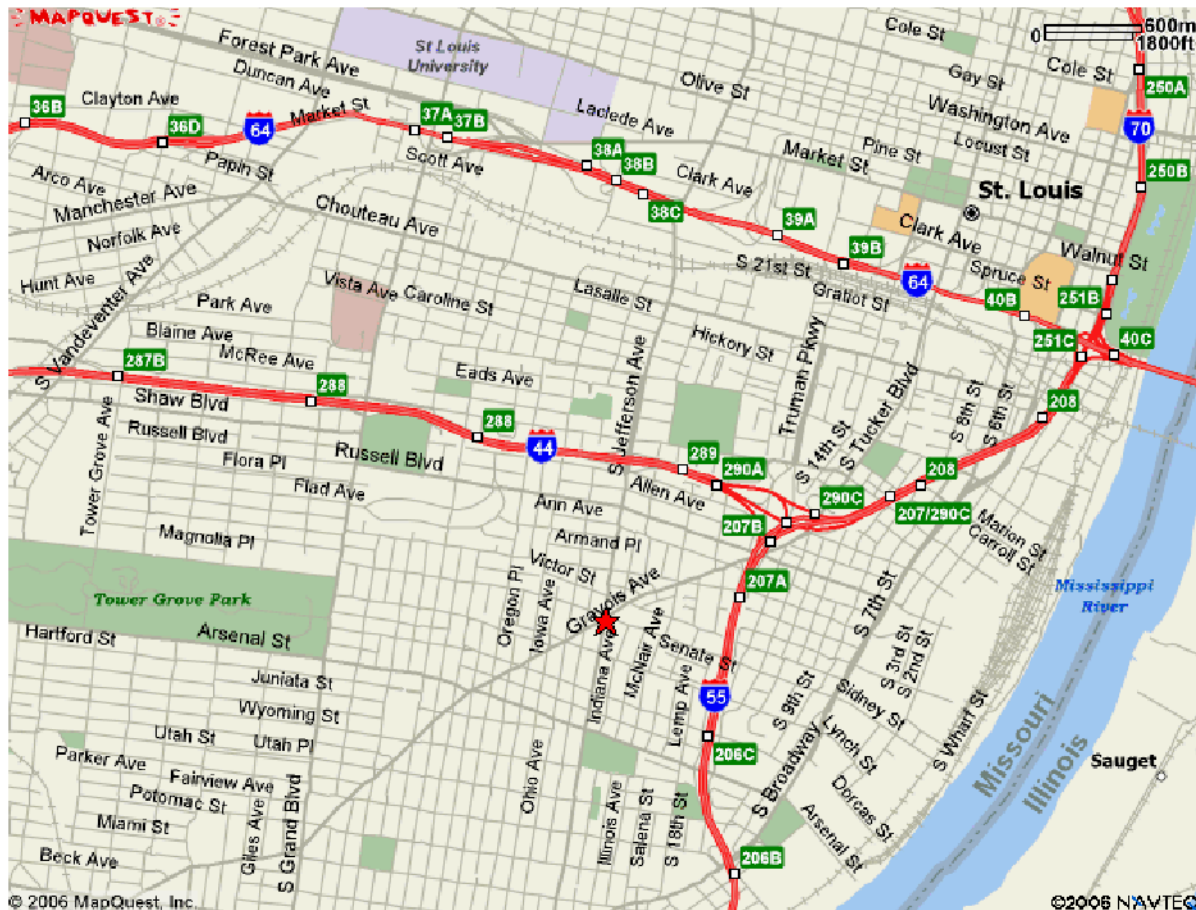 MAPQUEST
600m
0
1800ft
Cole St
Forest Park Ave
St Louis
University
Duncan Ave
Olive St
Gay St
Cole St
250A
Clayton Ave
36B
36D
64
Market St
37A
37B
Laclede Ave
Washington Ave
70
Locust St
Pine St
Market St
Papin St
Scott Ave
38A
38B
38C
Clark Ave
250B
Arco Ave
Manchester Ave
Chouteau Ave
St. Louis
Norfolk Ave
39A
39B
Clark Ave
Walnut St
Hunt Ave
S Vandeventer Ave
Vista Ave
Caroline St
Lasalle St
S 21st St
Gratiot St
64
Spruce St
40B
251B
Park Ave
Blaine Ave
McRee Ave
Hickory St
Truman Pkwy
251C
40C
287B
288
Eads Ave
S Jefferson Ave
S Tucker Blvd
S 8th St
S 6th St
208
Shaw Blvd
288
44
Russell Blvd
Russell Blvd
Flora Pl
289
290A
S 14th St
208
Tower Grove Ave
Flad Ave
Allen Ave
Ann Ave
290C
207/290C
Magnolia Pl
Armand Pl
207B
Marion St
Carroll St
Victor St
207A
Tower Grove Park
Oregon Pl
Iowa Ave
Gravois Ave
S 7th St
Mississippi
River
Hartford St
Arsenal St
Indiana Ave
McNair Ave
Senate St
S 3rd St
S 2nd St
Juniata St
Lemp Ave
55
S 9th St
Sidney St
Wyoming St
Utah St
Utah Pl
206C
S Broadway
Lynch St
S Wharf St
Missouri
Illinois
Sauget
Parker Ave
Fairview Ave
Potomac St
Ohio Ave
Miami St
Giles Ave
S Grand Blvd
Illinois Ave
Salena St
S 18th St
Dorcas St
Arsenal St
Beck Ave
206B
© 2006 MapQuest, Inc.
©2006 NAVTEQ